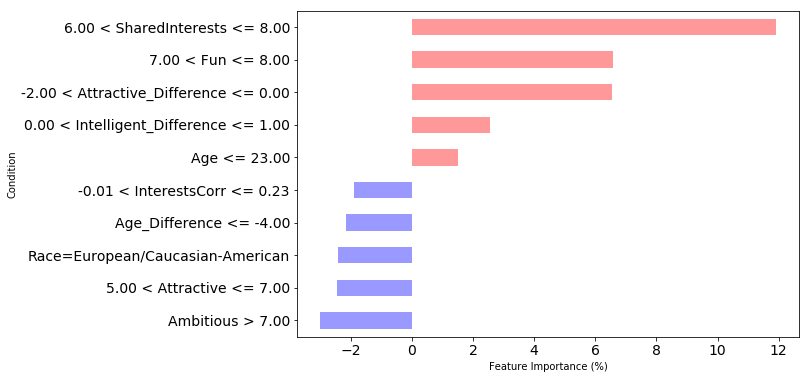 6.00 < SharedInterests <= 8.00
7.00 < Fun <= 8.00
-2.00 < Attractive_Difference <= 0.00
0.00 < Intelligent_Difference <= 1.00
Age <= 23.00
-0.01 < InterestsCorr <= 0.23
Age_Difference <= -4.00
Race=European/Caucasian-American
5.00 < Attractive <= 7.00
Ambitious > 7.00
Condition
−2 0 2 4 6 8 10 12
Feature Importance (%)